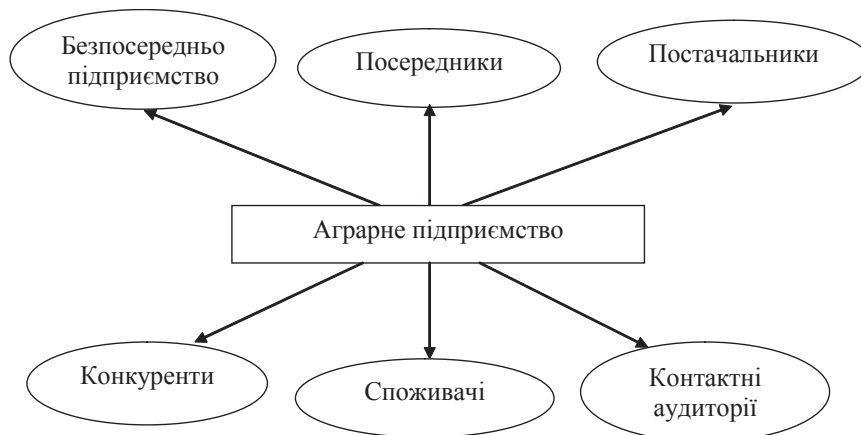 Безпосередньо
підприємство
Посередники
Постачальники
Аграрне підприємство
Конкуренти
Споживачі
Контактні
аудиторії